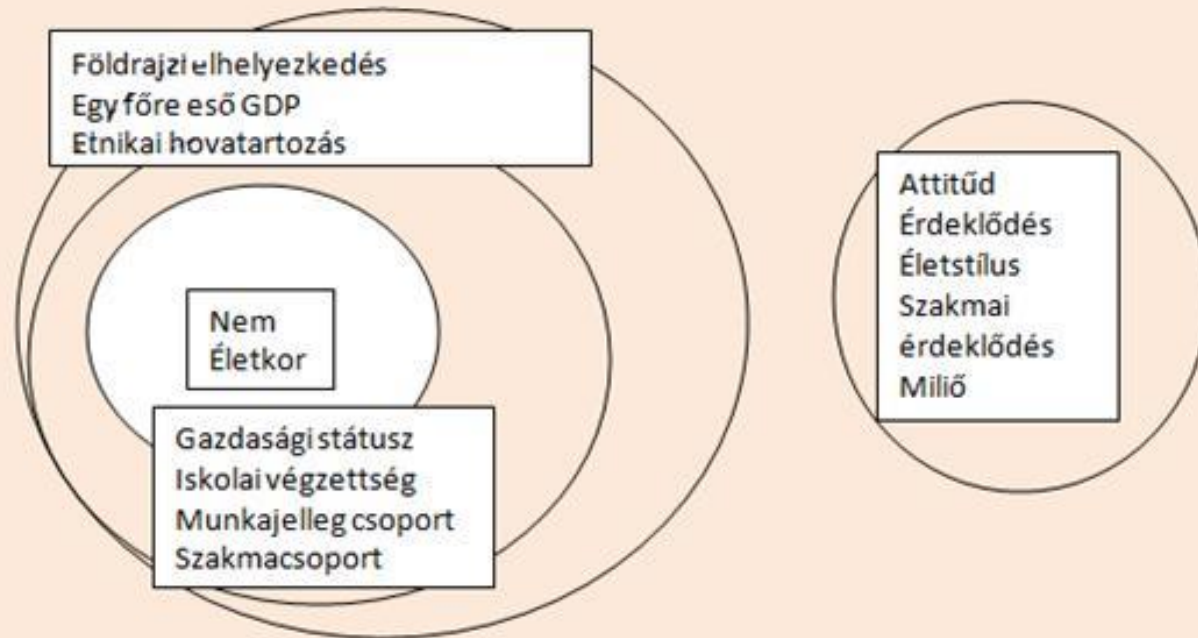 Földrajzi elhelyezkedés
Egy főre eső GDP
Etnikai hovatartozás
Nem
Életkor
Gazdasági státusz
Iskolai végzettség
Munkajelleg csoport
Szakmacsoport
Attitűd
Érdeklődés
Életstílus
Szakmai
érdeklődés
Miliő